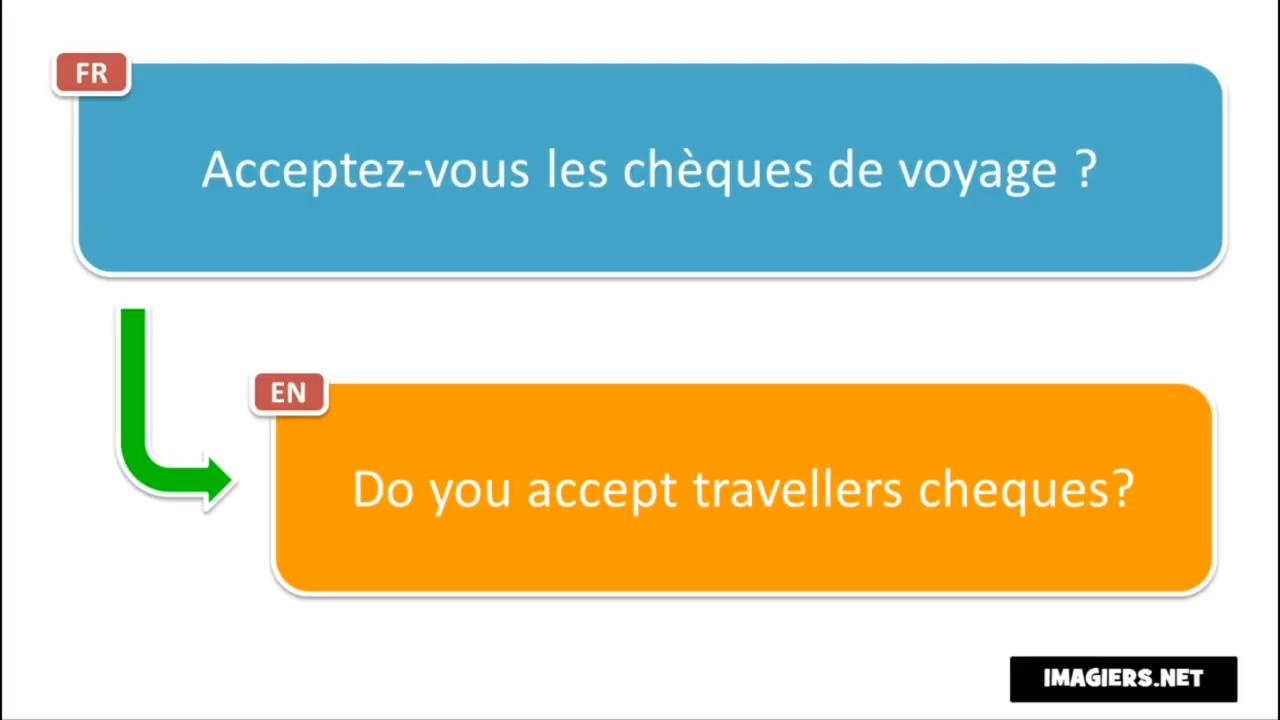 FR
Acceptez-vous les chèques de voyage ?
EN
Do you accept travellers cheques?
IMAGIERS.NET